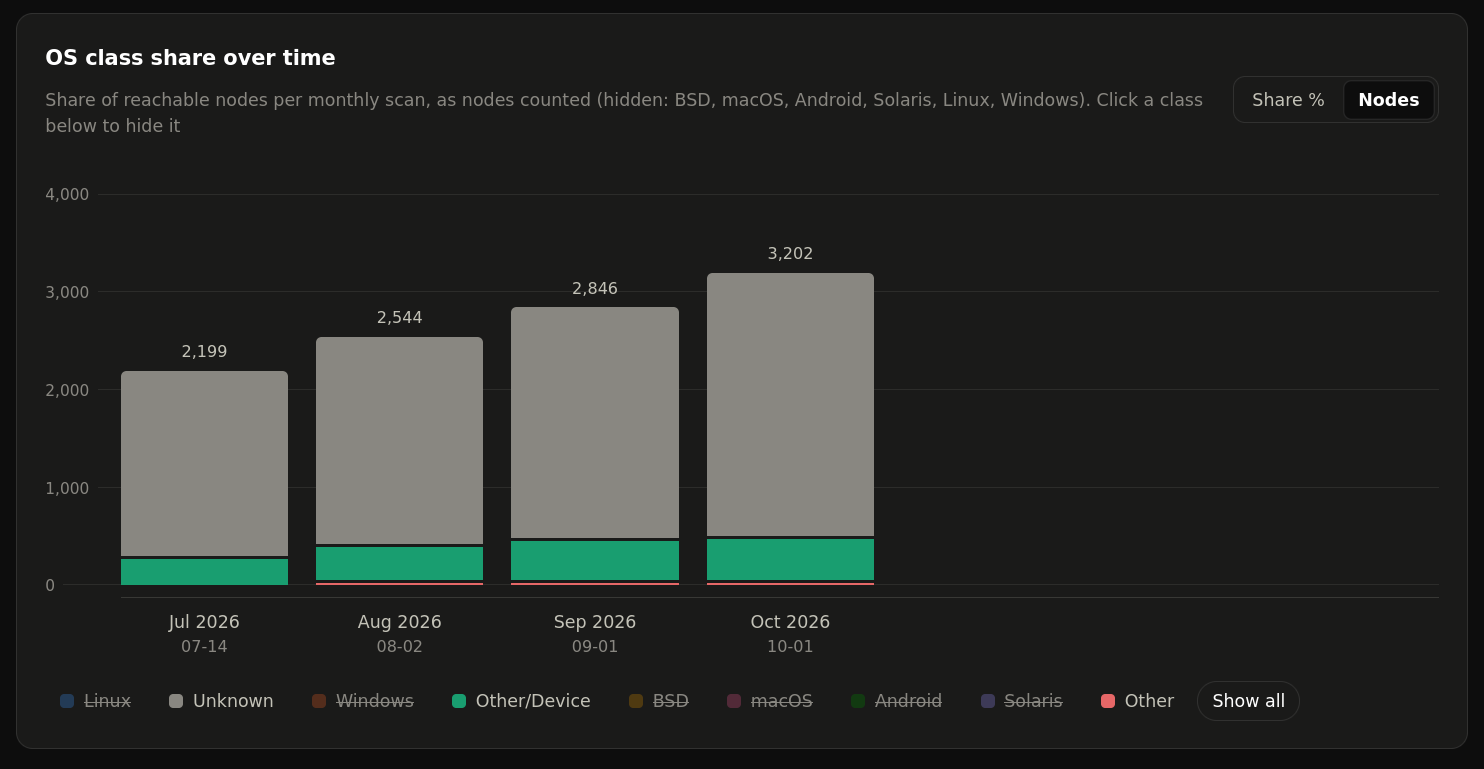 OS class share over time
Share of reachable nodes per monthly scan, as nodes counted (hidden: BSD, macOS, Android, Solaris, Linux, Windows). Click a class
below to hide it
Share % Nodes
4,000
3,000
2,000
1,000
0
2,199
2,544
2,846
3,202
Jul 2026 Aug 2026 Sep 2026 Oct 2026
07-14 08-02 09-01 10-01
Linux Unknown Windows Other/Device BSD macOS Android Solaris Other Show all